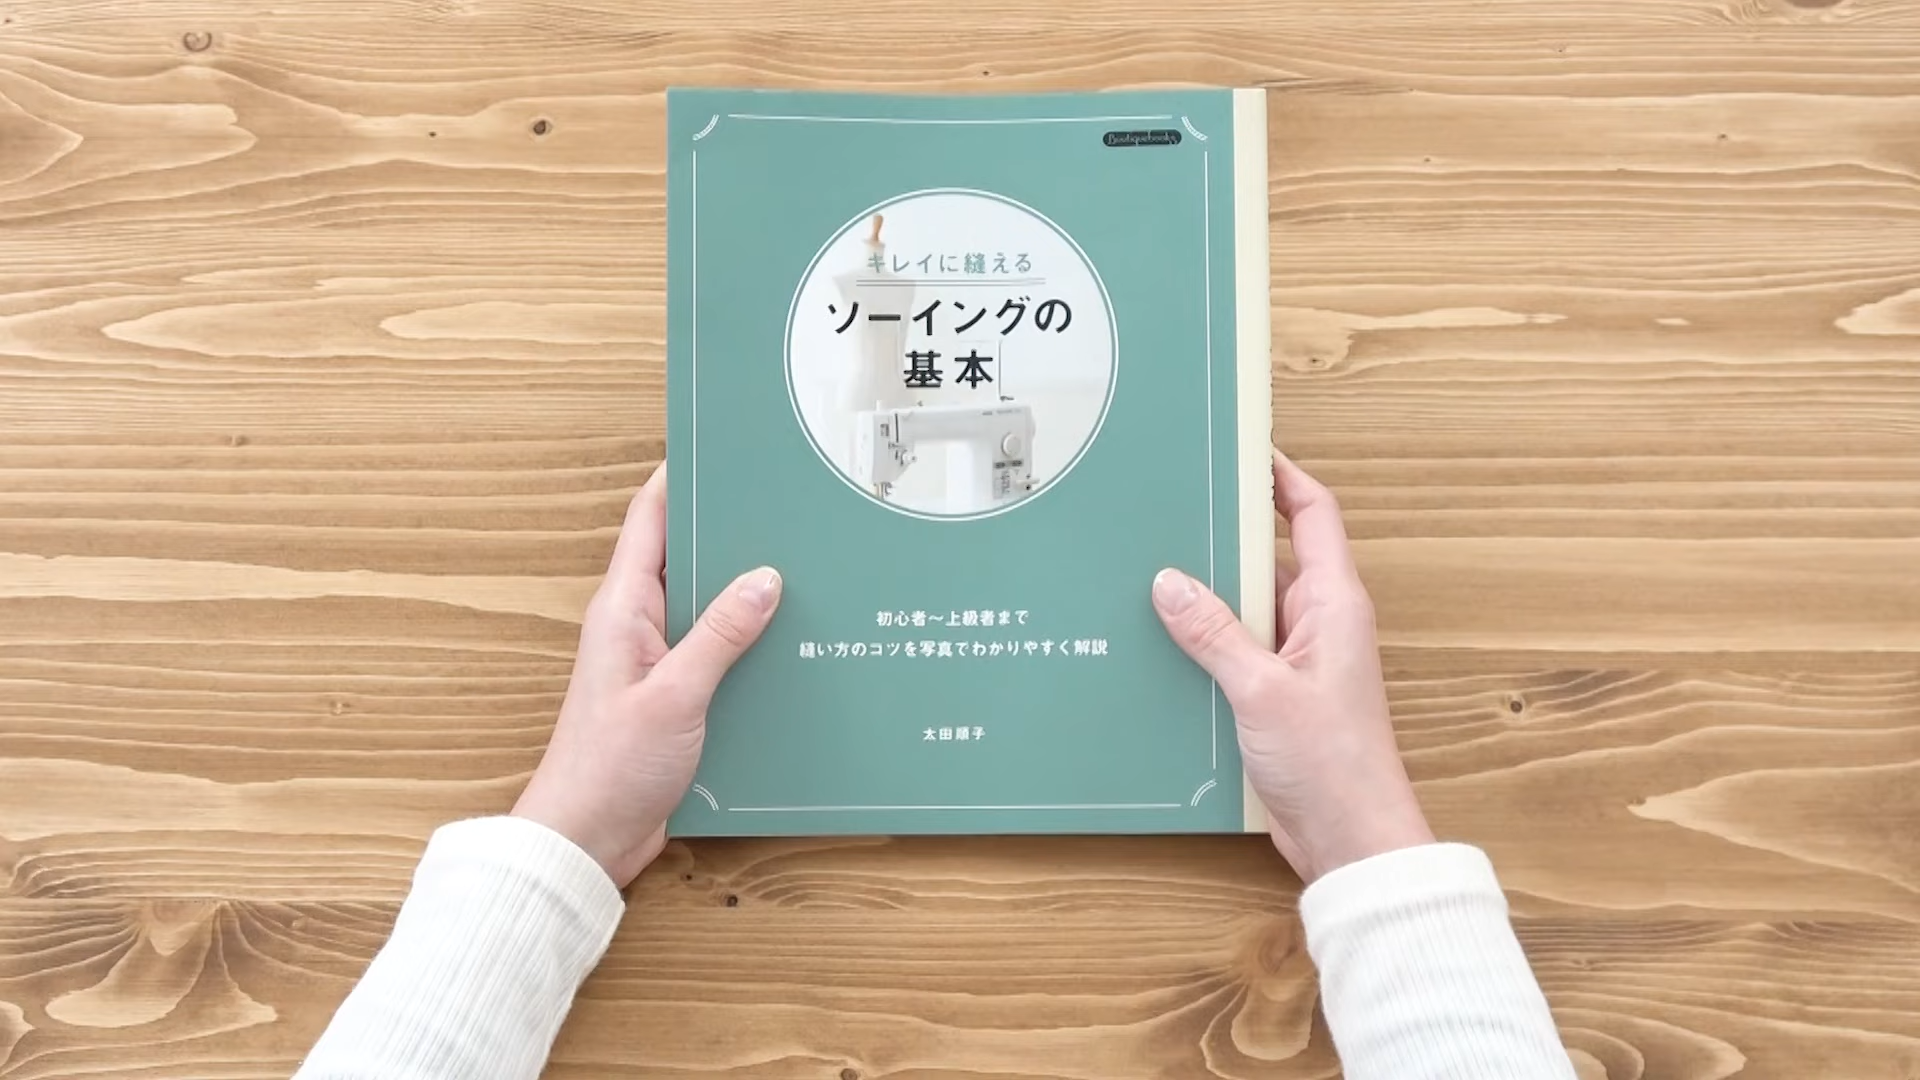 Boutiquebooks
キレイに縫える
ソーイングの
基本
初心者〜上級者まで
縫い方のコツを写真でわかりやすく解説
太田順子